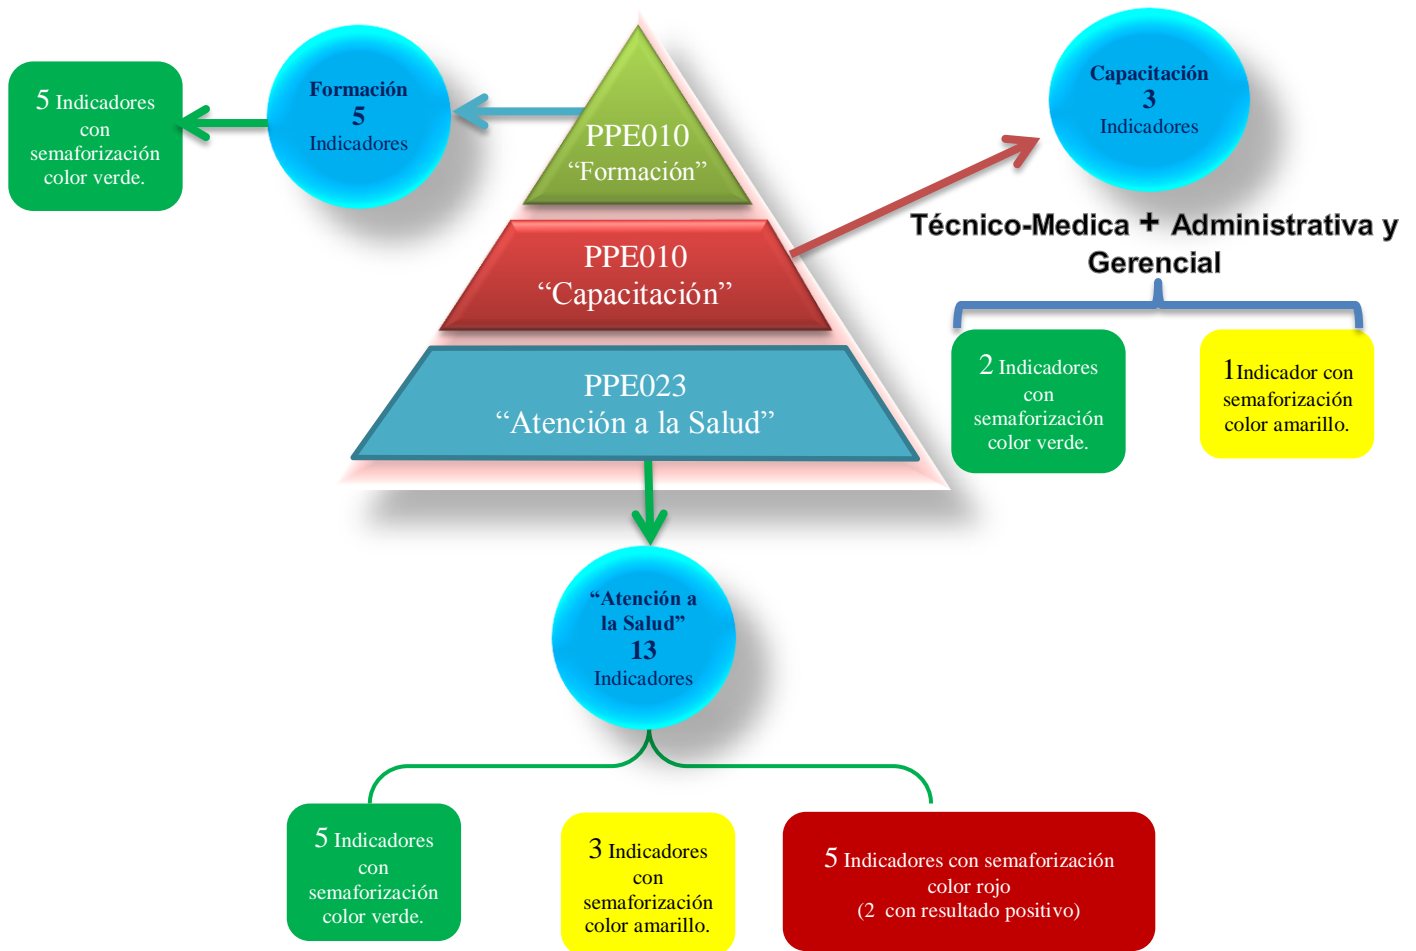 5 Indicadores
con
semaforización
color verde.
Formación
5
Indicadores
PPE010
“Formación”
Capacitación
3
Indicadores
Técnico-Medica + Administrativa y
Gerencial
PPE010
“Capacitación”
2 Indicadores
con
semaforización
color verde.
1Indicador con
semaforización
color amarillo.
PPE023
“Atención a la Salud”
“Atención a
la Salud”
13
Indicadores
5 Indicadores
con
semaforización
color verde.
3 Indicadores
con
semaforización
color amarillo.
5 Indicadores con semaforización
color rojo
(2 con resultado positivo)